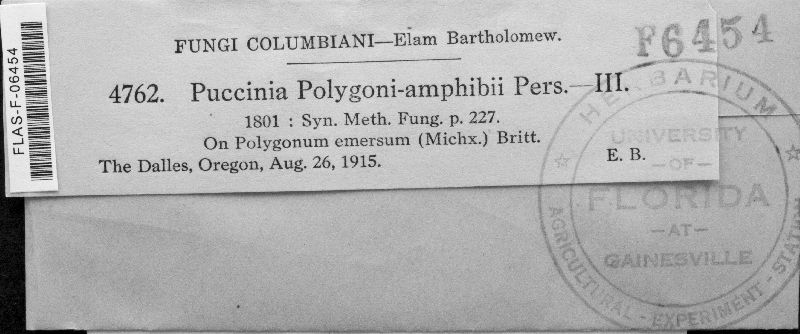 FLAS-F-06454
FUNGI COLUMBIANI—Elam Bartholomew.
F6454
4762. Puccinia Polygoni-amphibii Pers.—III.
1801 : Syn. Meth. Fung. p. 227.
On Polygonum emersum (Michx.) Britt.
The Dalles, Oregon, Aug. 26, 1915. E. B.
HERBARIUM
UNIVERSITY
—OF—
FLORIDA
—AT—
GAINESVILLE
AGRICULTURAL - EXPERIMENT - STATION